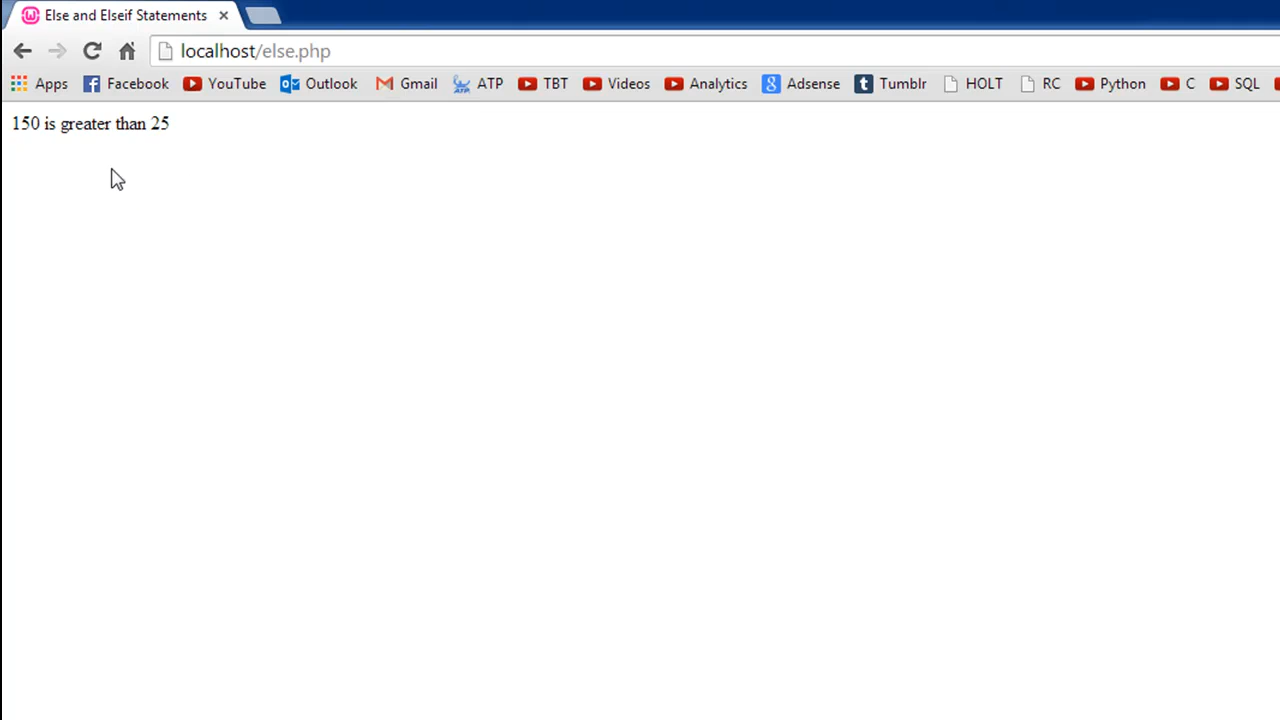 Else and Elseif Statements
localhost/else.php
Apps Facebook YouTube Outlook Gmail ATP TBT Videos Analytics Adsense Tumblr HOLT RC Python C SQL
150 is greater than 25